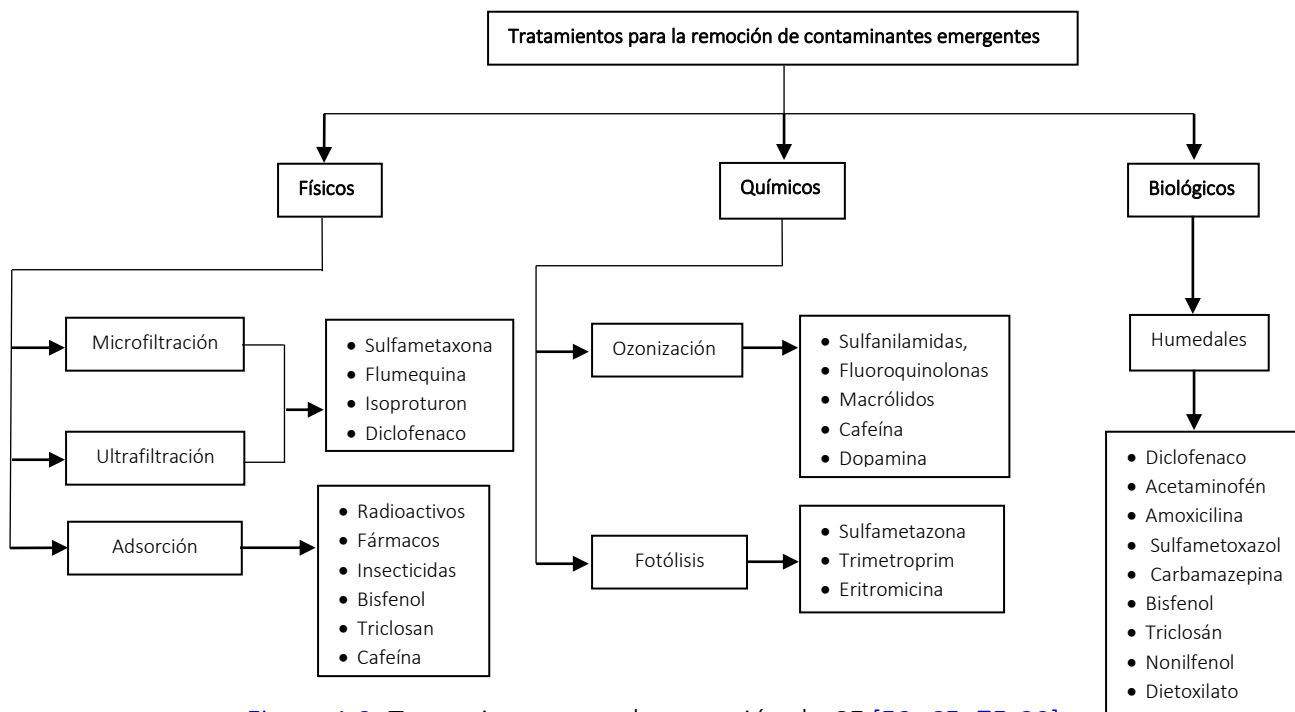 Tratamientos para la remoción de contaminantes emergentes
Físicos
Químicos
Biológicos
Microfiltración
Ultrafiltración
• Sulfametaxona
• Flumequina
• Isoproturon
• Diclofenaco
Adsorción
• Radioactivos
• Fármacos
• Insecticidas
• Bisfenol
• Triclosan
• Cafeína
Ozonización
• Sulfanilamidas,
• Fluoroquinolonas
• Macrólidos
• Cafeína
• Dopamina
Fotólisis
• Sulfametazona
• Trimetroprim
• Eritromicina
Humedales
• Diclofenaco
• Acetaminofén
• Amoxicilina
• Sulfametoxazol
• Carbamazepina
• Bisfenol
• Triclosán
• Nonilfenol
• Dietoxilato